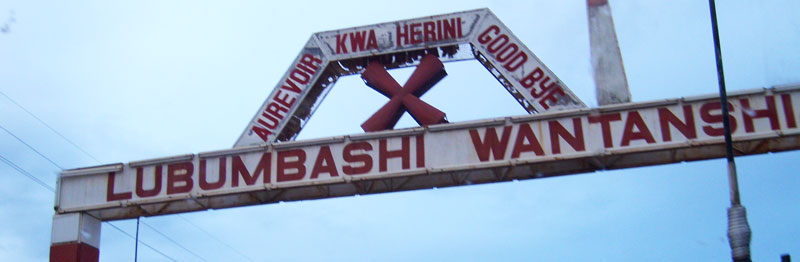 AUREVOIR
KWA HERINI
GOOD BYE
LUBUMBASHI WANTANSHI